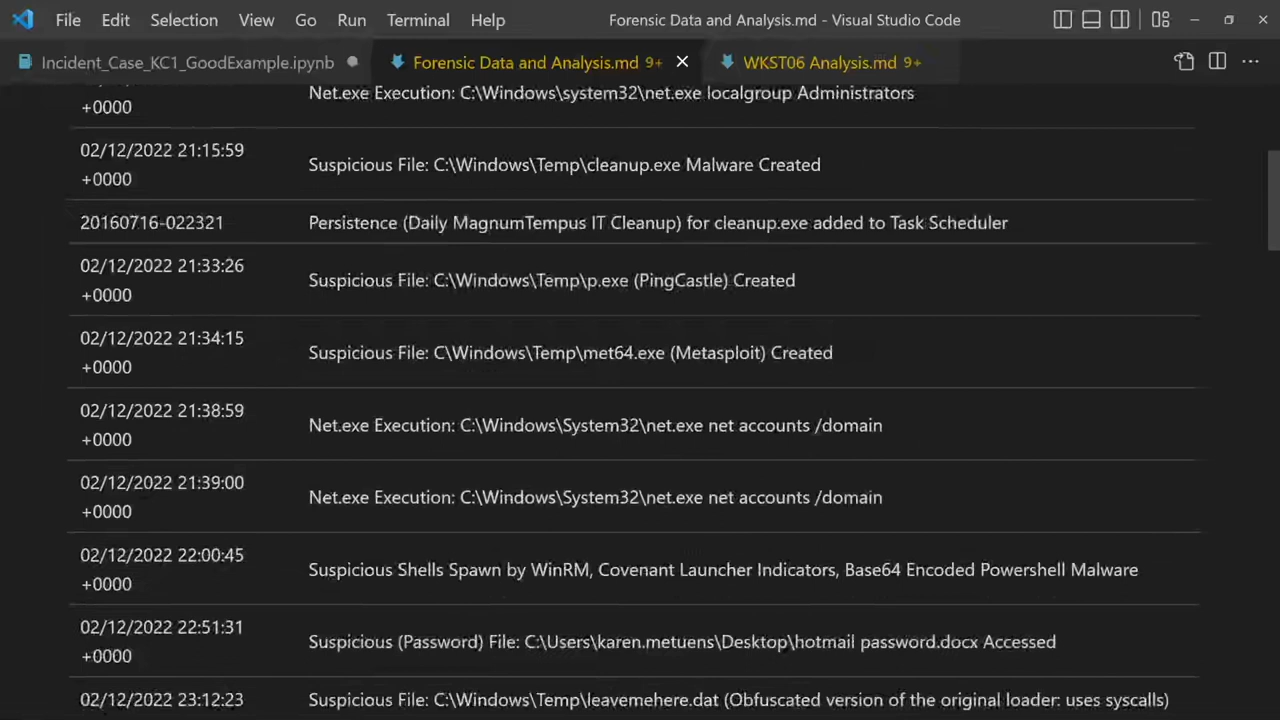 File Edit Selection View Go Run Terminal Help Forensic Data and Analysis.md - Visual Studio Code
Incident_Case_KC1_GoodExample.ipynb Forensic Data and Analysis.md 9+ WKST06 Analysis.md 9+
Net.exe Execution: C:\Windows\system32\net.exe localgroup Administrators
+0000
02/12/2022 21:15:59
+0000
Suspicious File: C:\Windows\Temp\cleanup.exe Malware Created
20160716-022321 Persistence (Daily MagnumTempus IT Cleanup) for cleanup.exe added to Task Scheduler
02/12/2022 21:33:26
+0000
Suspicious File: C:\Windows\Temp\p.exe (PingCastle) Created
02/12/2022 21:34:15
+0000
Suspicious File: C\Windows\Temp\met64.exe (Metasploit) Created
02/12/2022 21:38:59
+0000
Net.exe Execution: C:\Windows\System32\net.exe net accounts /domain
02/12/2022 21:39:00
+0000
Net.exe Execution: C:\Windows\System32\net.exe net accounts /domain
02/12/2022 22:00:45
+0000
Suspicious Shells Spawn by WinRM, Covenant Launcher Indicators, Base64 Encoded Powershell Malware
02/12/2022 22:51:31
+0000
Suspicious (Password) File: C:\Users\karen.metuens\Desktop\hotmail password.docx Accessed
02/12/2022 23:12:23 Suspicious File: C:\Windows\Temp\leavemehere.dat (Obfuscated version of the original loader: uses syscalls)